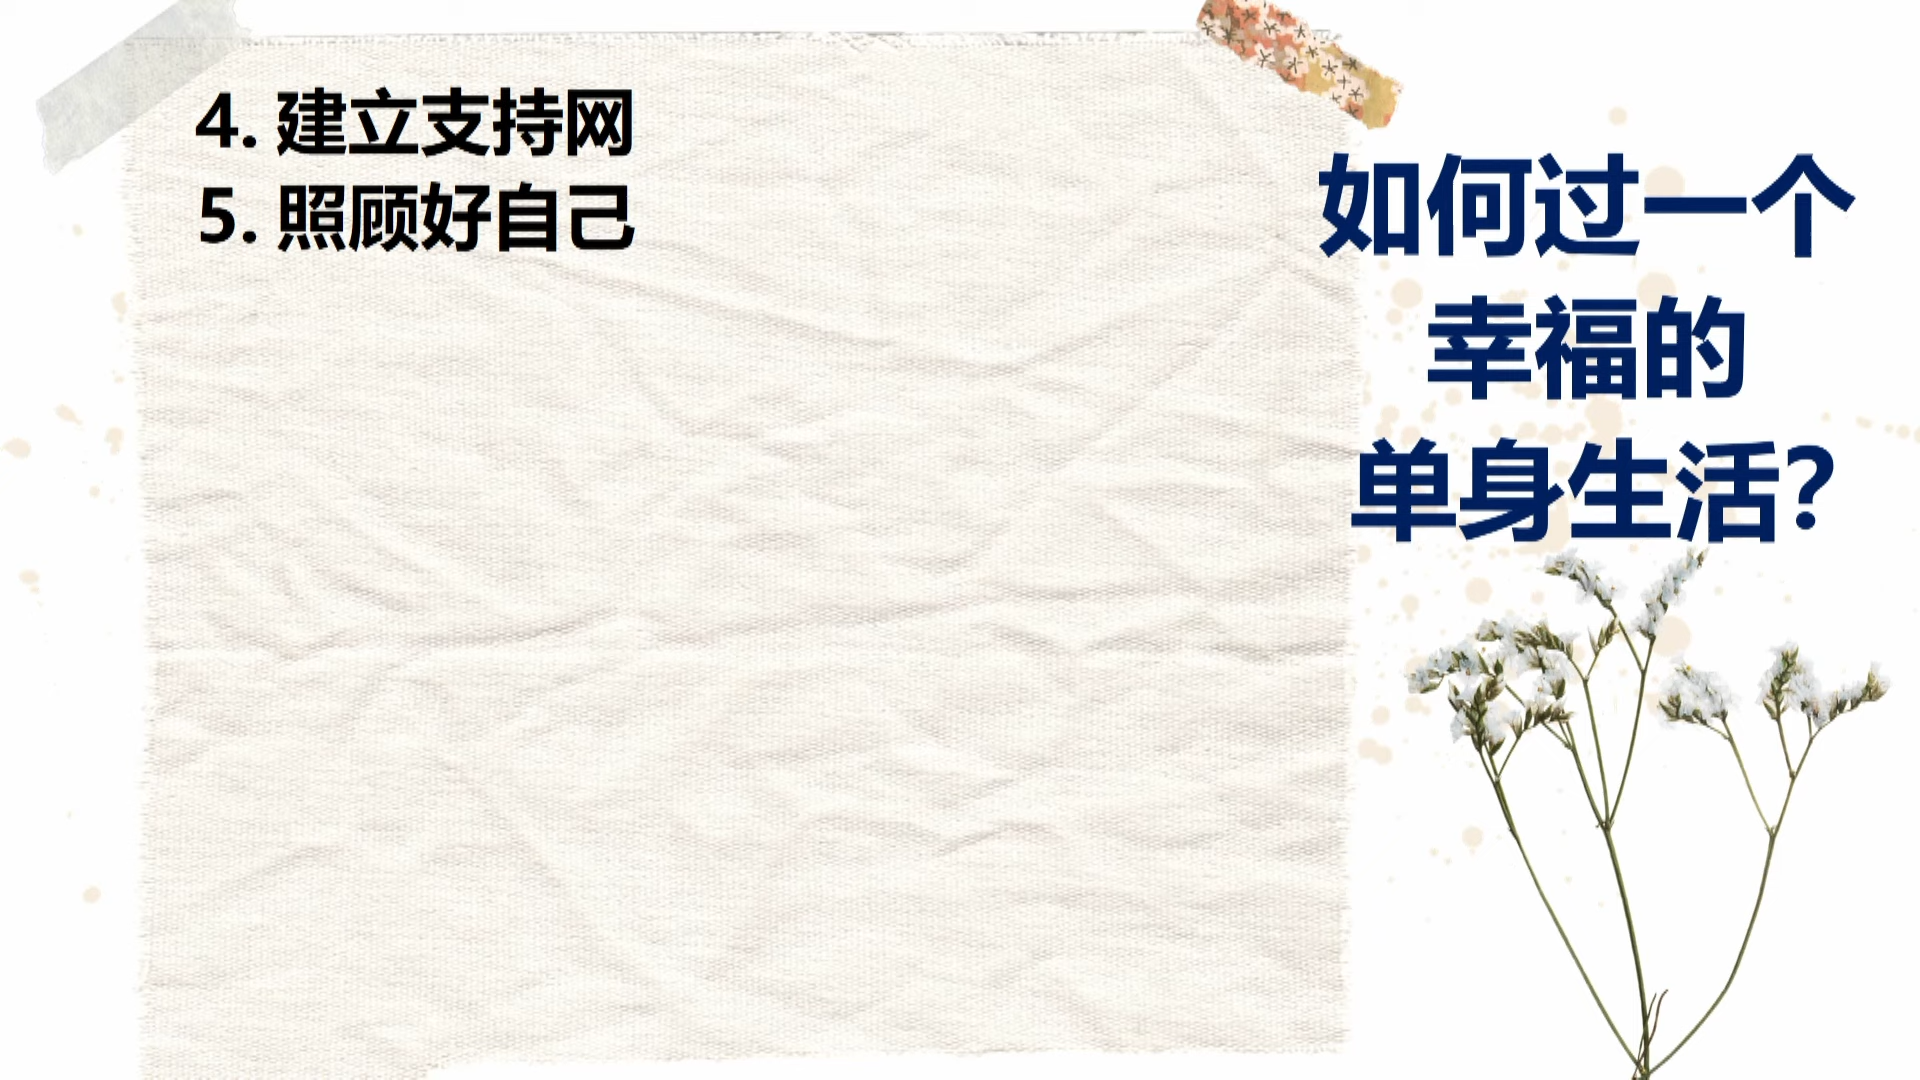 4. 建立支持网
5. 照顾好自己
如何过一个
幸福的
单身生活？